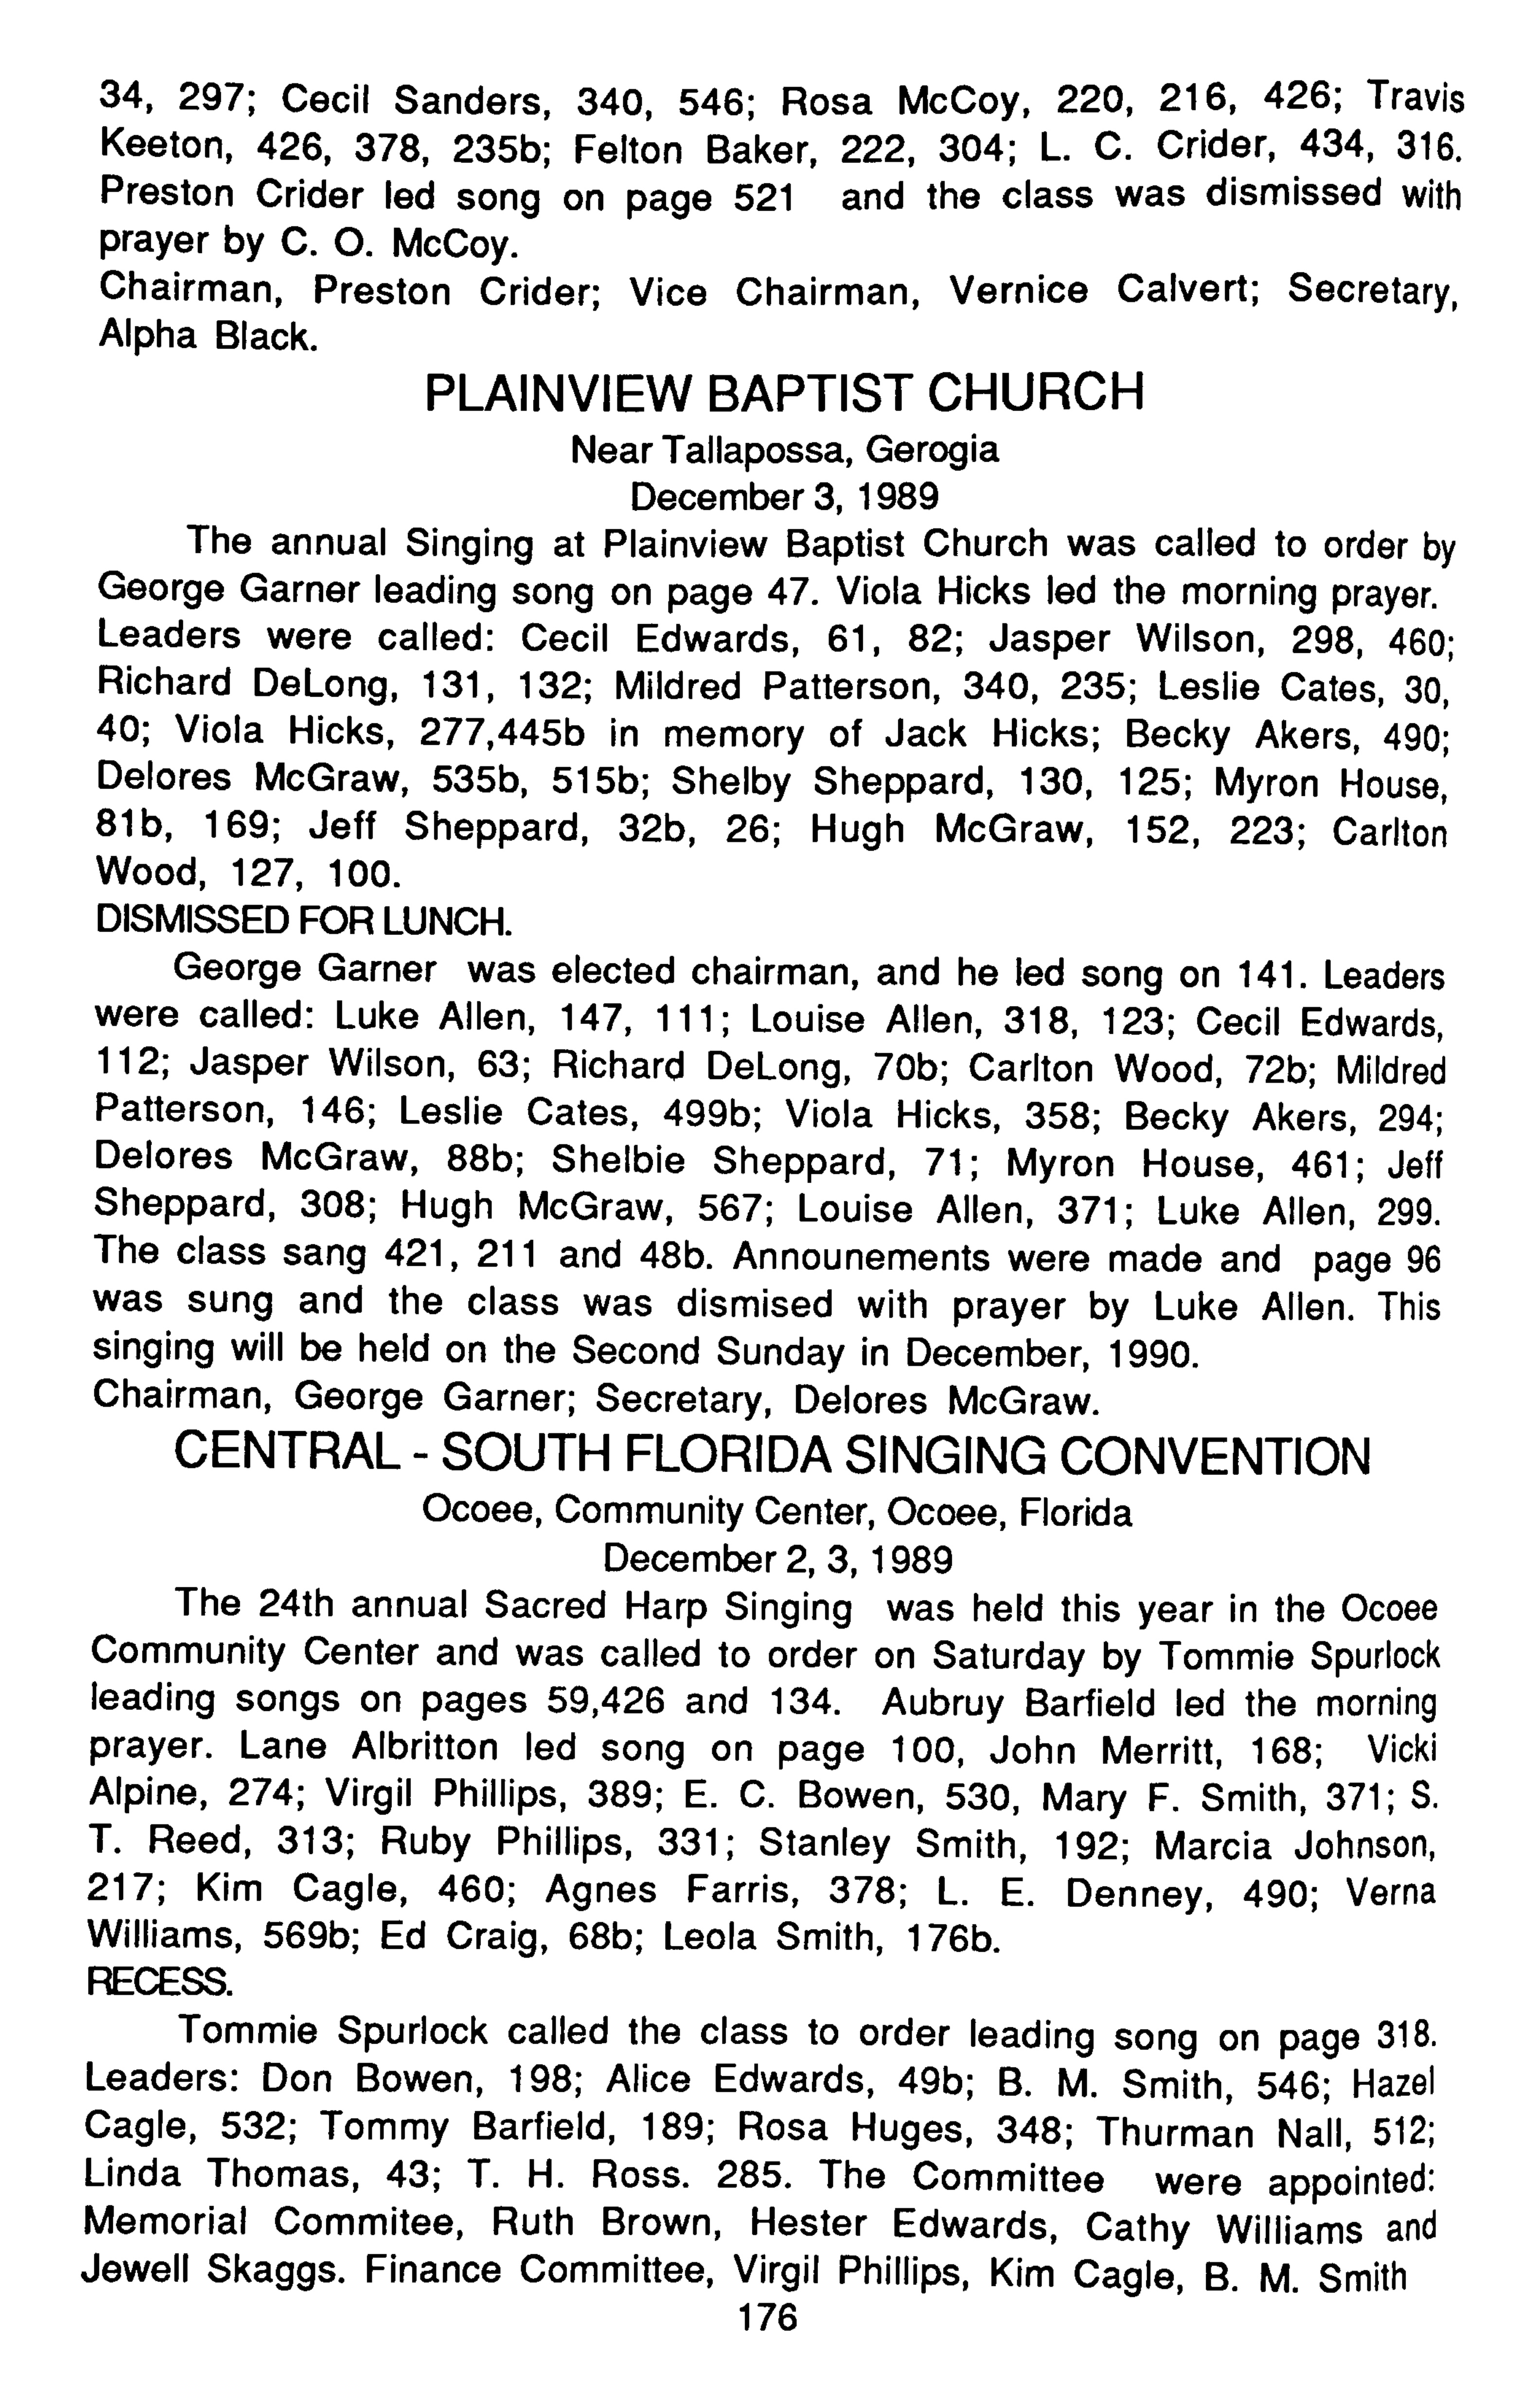 34, 297; Cecil Sanders, 340, 546; Rosa McCoy, 220, 216, 426; Travis
Keeton, 426, 378, 235b; Felton Baker, 222, 304; L. C. Crider, 434, 316.
Preston Crider led song on page 521 and the class was dismissed with
prayer by C. O. McCoy.
Chairman, Preston Crider; Vice Chairman, Vernice Calvert; Secretary,
Alpha Black.
PLAINVIEW BAPTIST CHURCH
Near Tallapossa, Gerogia
December 3, 1989
The annual Singing at Plainview Baptist Church was called to order by
George Garner leading song on page 47. Viola Hicks led the morning prayer.
Leaders were called: Cecil Edwards, 61, 82; Jasper Wilson, 298, 460;
Richard DeLong, 131, 132; Mildred Patterson, 340, 235; Leslie Cates, 30,
40; Viola Hicks, 277,445b in memory of Jack Hicks; Becky Akers, 490;
Delores McGraw, 535b, 515b; Shelby Sheppard, 130, 125; Myron House,
81b, 169; Jeff Sheppard, 32b, 26; Hugh McGraw, 152, 223; Carlton
Wood, 127, 100.
DISMISSED FOR LUNCH.
George Garner was elected chairman, and he led song on 141. Leaders
were called: Luke Allen, 147, 111; Louise Allen, 318, 123; Cecil Edwards,
112; Jasper Wilson, 63; Richard DeLong, 70b; Carlton Wood, 72b; Mildred
Patterson, 146; Leslie Cates, 499b; Viola Hicks, 358; Becky Akers, 294;
Delores McGraw, 88b; Shelbie Sheppard, 71; Myron House, 461; Jeff
Sheppard, 308; Hugh McGraw, 567; Louise Allen, 371; Luke Allen, 299.
The class sang 421, 211 and 48b. Announements were made and page 96
was sung and the class was dismised with prayer by Luke Allen. This
singing will be held on the Second Sunday in December, 1990.
Chairman, George Garner; Secretary, Delores McGraw.
CENTRAL - SOUTH FLORIDA SINGING CONVENTION
Ocoee, Community Center, Ocoee, Florida
December 2, 3, 1989
The 24th annual Sacred Harp Singing was held this year in the Ocoee
Community Center and was called to order on Saturday by Tommie Spurlock
leading songs on pages 59,426 and 134. Aubruy Barfield led the morning
prayer. Lane Albritton led song on page 100, John Merritt, 168; Vicki
Alpine, 274; Virgil Phillips, 389; E. C. Bowen, 530, Mary F. Smith, 371; S.
T. Reed, 313; Ruby Phillips, 331; Stanley Smith, 192; Marcia Johnson,
217; Kim Cagle, 460; Agnes Farris, 378; L. E. Denney, 490; Verna
Williams, 569b; Ed Craig, 68b; Leola Smith, 176b.
RECESS.
Tommie Spurlock called the class to order leading song on page 318.
Leaders: Don Bowen, 198; Alice Edwards, 49b; B. M. Smith, 546; Hazel
Cagle, 532; Tommy Barfield, 189; Rosa Huges, 348; Thurman Nall, 512;
Linda Thomas, 43; T. H. Ross. 285. The Committee were appointed:
Memorial Commitee, Ruth Brown, Hester Edwards, Cathy Williams and
Jewell Skaggs. Finance Committee, Virgil Phillips, Kim Cagle, B. M. Smith
176